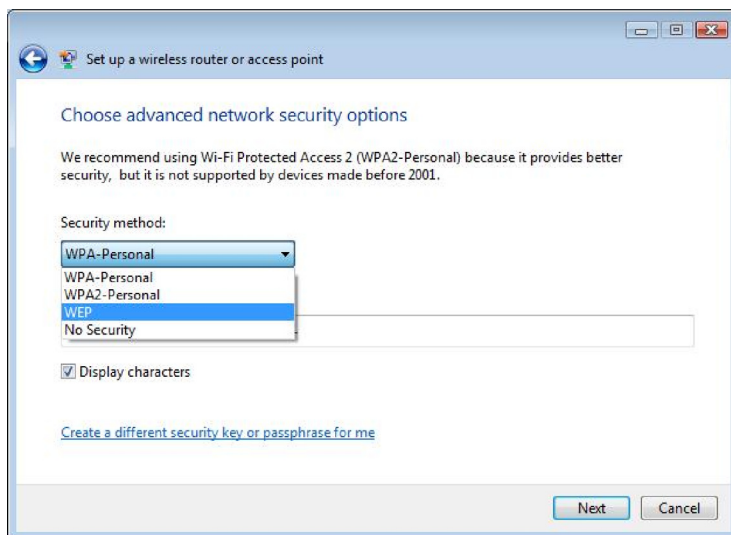 Set up a wireless router or access point
Choose advanced network security options
We recommend using Wi-Fi Protected Access 2 (WPA2-Personal) because it provides better
security, but it is not supported by devices made before 2001.
Security method:
WPA-Personal
WPA-Personal
WPA2-Personal
WEP
No Security
Display characters
Create a different security key or passphrase for me
Next Cancel